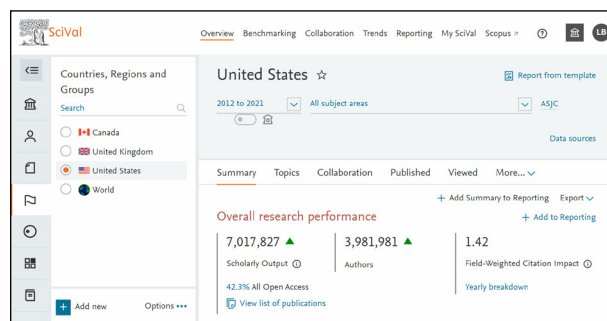 SciVal
Overview Benchmarking Collaboration Trends Reporting My SciVal Scopus ↗ ? LB
Countries, Regions and Groups
Search
Canada
United Kingdom
United States
World
Add new Options •••
United States ☆
Report from template
2012 to 2021 All subject areas ASJC
Data sources
Summary Topics Collaboration Published Viewed More...
+ Add Summary to Reporting Export
Overall research performance + Add to Reporting
7,017,827 ▲ 3,981,981 ▲ 1.42
Scholarly Output Authors Field-Weighted Citation Impact
42.3% All Open Access Yearly breakdown
View list of publications